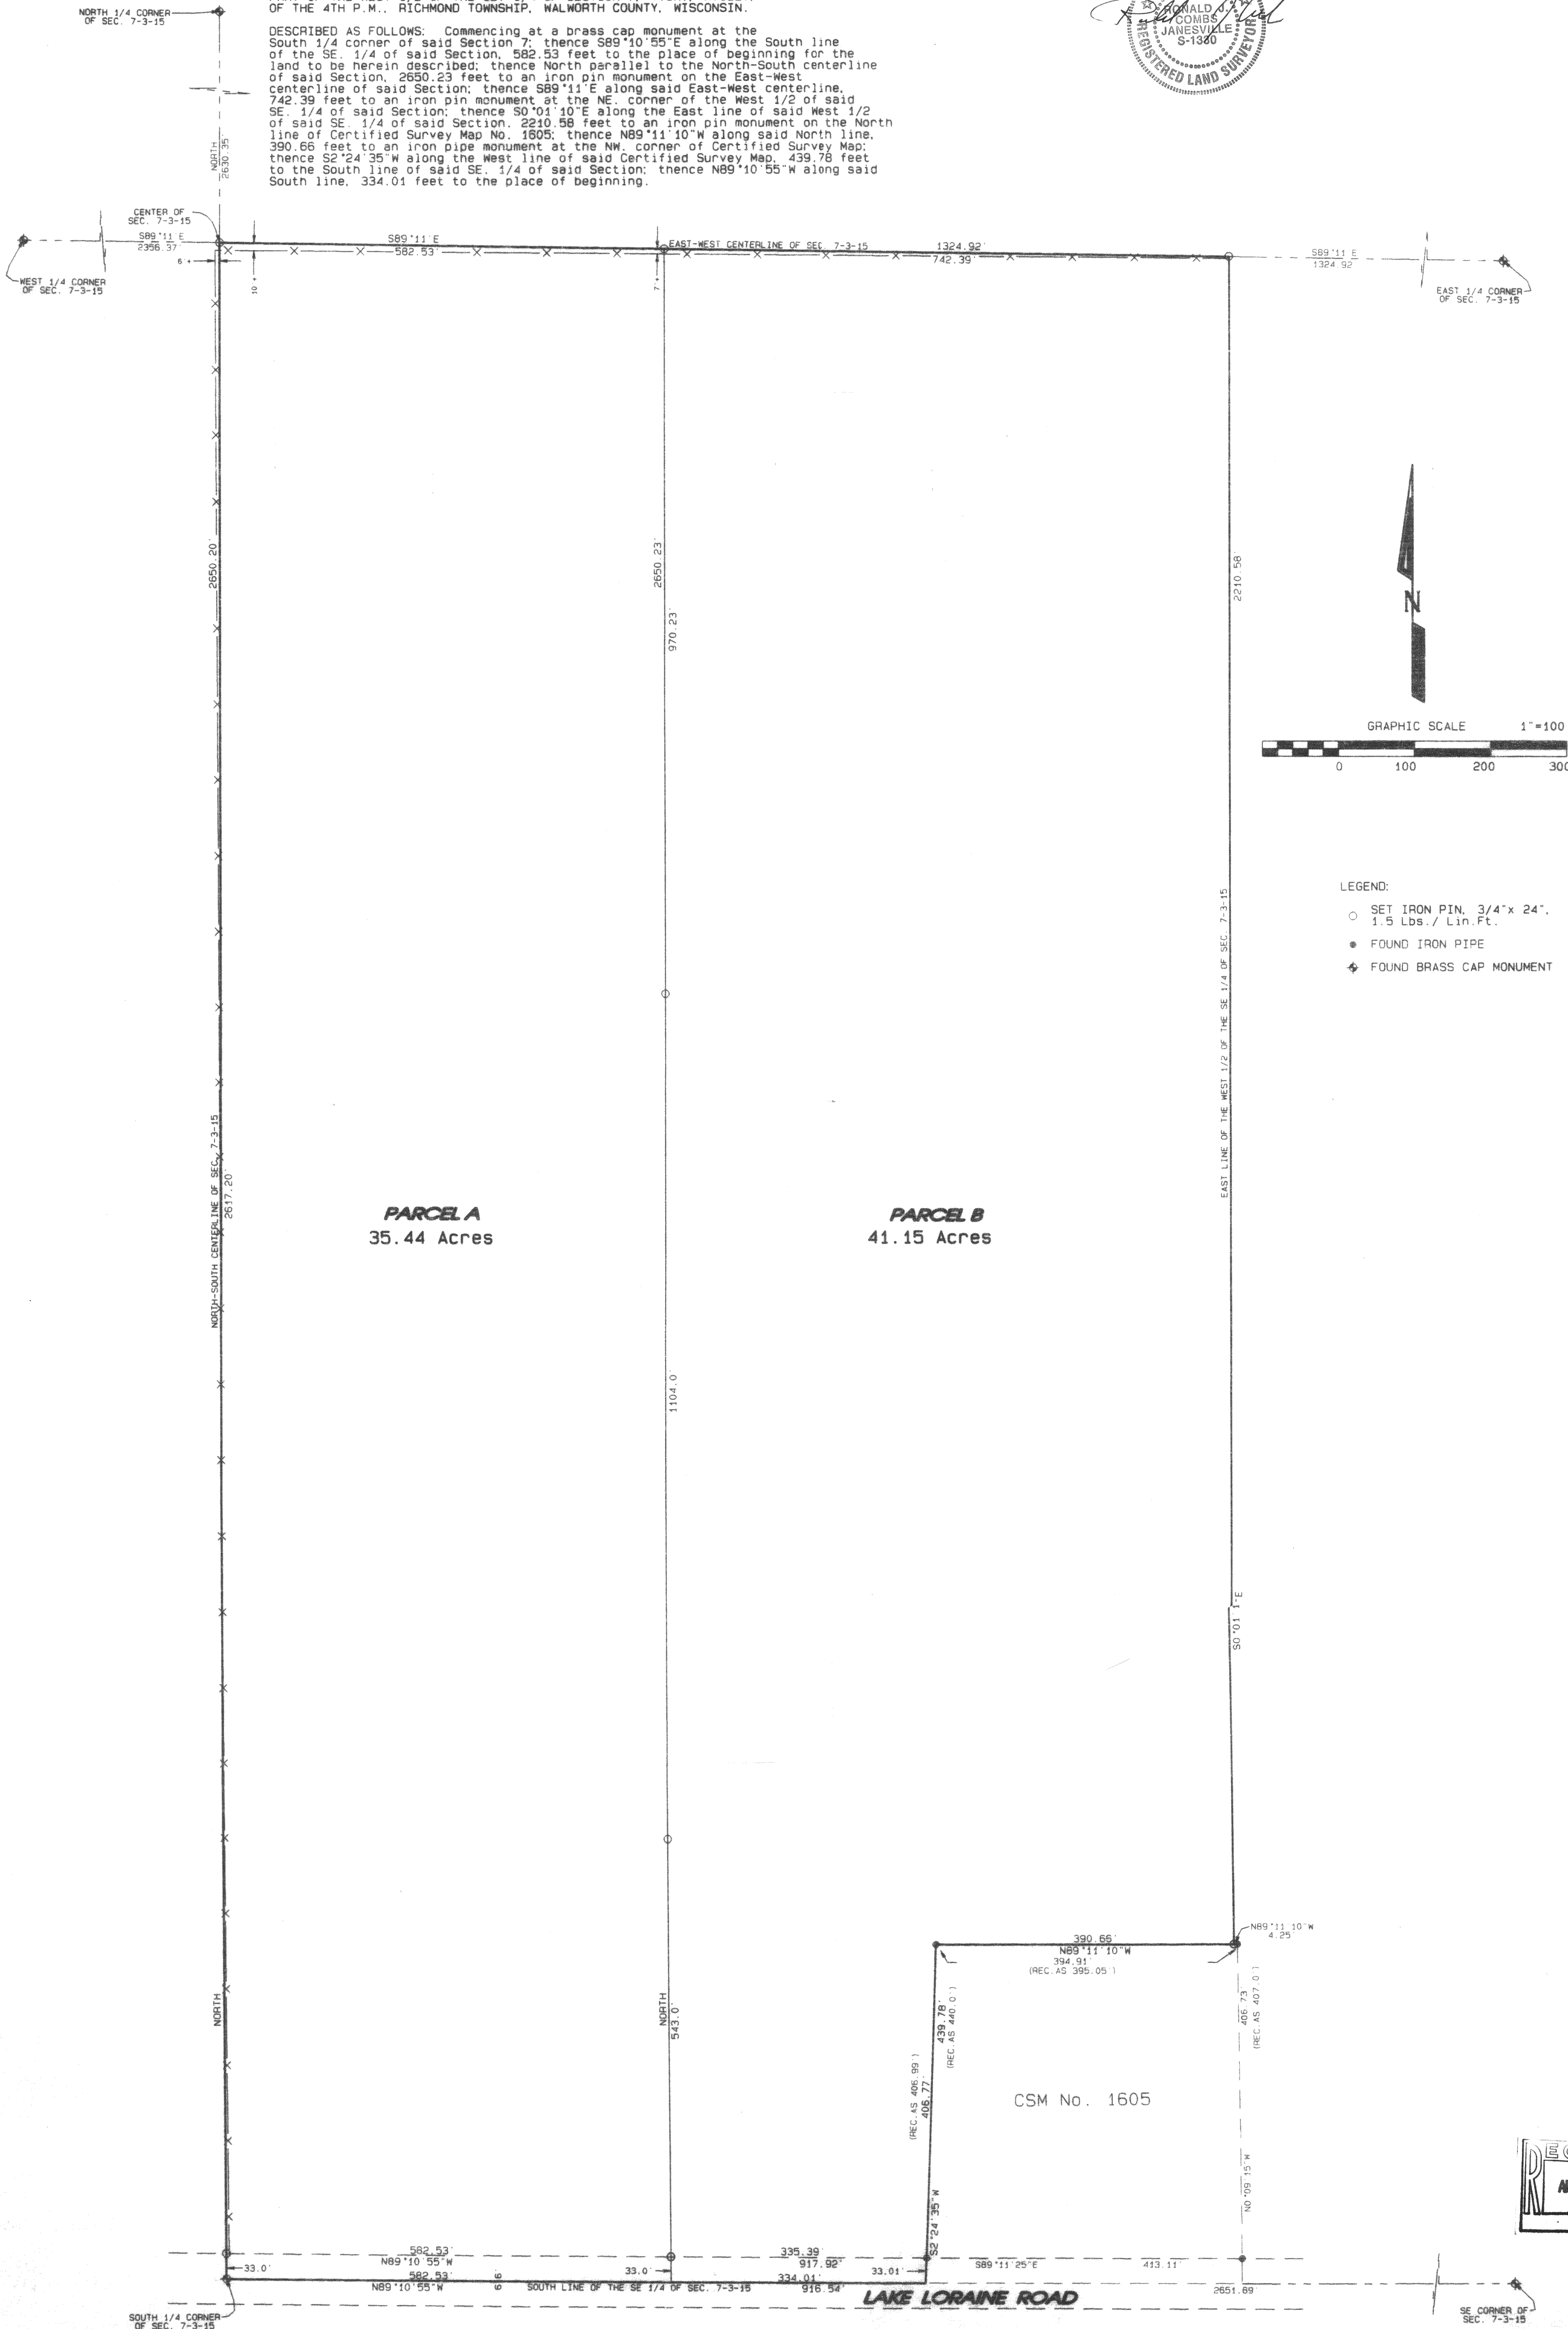 OF THE 4TH P.M., RICHMOND TOWNSHIP, WALWORTH COUNTY, WISCONSIN.
DESCRIBED AS FOLLOWS: Commencing at a brass cap monument at the
South 1/4 corner of said Section 7; thence S89°10'55"E along the South line
of the SE. 1/4 of said Section, 582.53 feet to the place of beginning for the
land to be herein described; thence North parallel to the North-South centerline
of said Section, 2650.23 feet to an iron pin monument on the East-West
centerline of said Section; thence S89°11'E along said East-West centerline,
742.39 feet to an iron pin monument at the NE. corner of the West 1/2 of said
SE. 1/4 of said Section; thence S0°01'10"E along the East line of said West 1/2
of said SE. 1/4 of said Section, 2210.58 feet to an iron pin monument on the North
line of Certified Survey Map No. 1605; thence N89°11'10"W along said North line,
390.66 feet to an iron pipe monument at the NW. corner of Certified Survey Map;
thence S2°24'35"W along the West line of said Certified Survey Map, 439.78 feet
to the South line of said SE. 1/4 of said Section; thence N89°10'55"W along said
South line, 334.01 feet to the place of beginning.
RONALD J.
COMBS
JANESVILLE
S-1330
REGISTERED LAND SURVEYOR
NORTH 1/4 CORNER
OF SEC. 7-3-15
NORTH
2630.35
CENTER OF
SEC. 7-3-15
S89°11'E
2356.37
6'±
10'±
WEST 1/4 CORNER
OF SEC. 7-3-15
S89°11'E
582.53'
7'±
EAST-WEST CENTERLINE OF SEC. 7-3-15
1324.92'
742.39'
S89°11'E
1324.92
EAST 1/4 CORNER
OF SEC. 7-3-15
2650.20'
2650.23'
970.23'
2210.58'
N
GRAPHIC SCALE 1"=100
0 100 200 300
LEGEND:
SET IRON PIN, 3/4"x 24",
1.5 Lbs./ Lin.Ft.
FOUND IRON PIPE
FOUND BRASS CAP MONUMENT
EAST LINE OF THE WEST 1/2 OF THE SE 1/4 OF SEC. 7-3-15
NORTH-SOUTH CENTERLINE OF SEC. 7-3-15
2617.20'
PARCEL A
35.44 Acres
PARCEL B
41.15 Acres
1104.0'
NORTH
NORTH
543.0'
N89°11'10"W
4.25'
390.66'
N89°11'10"W
394.91'
(REC.AS 395.05')
439.78'
(REC.AS 440.0')
(REC.AS 406.99')
406.77'
406.73'
(REC.AS 407.0')
CSM No. 1605
S2°24'35"W
N0°09'15"W
582.53'
N89°10'55"W
33.0'
582.53'
N89°10'55"W
66'
33.0'
SOUTH LINE OF THE SE 1/4 OF SEC. 7-3-15
335.39'
917.92'
334.01'
916.54'
33.01'
S89°11'25"E
413.11'
2651.69
LAKE LORAINE ROAD
SOUTH 1/4 CORNER
OF SEC. 7-3-15
SE CORNER OF
SEC. 7-3-15